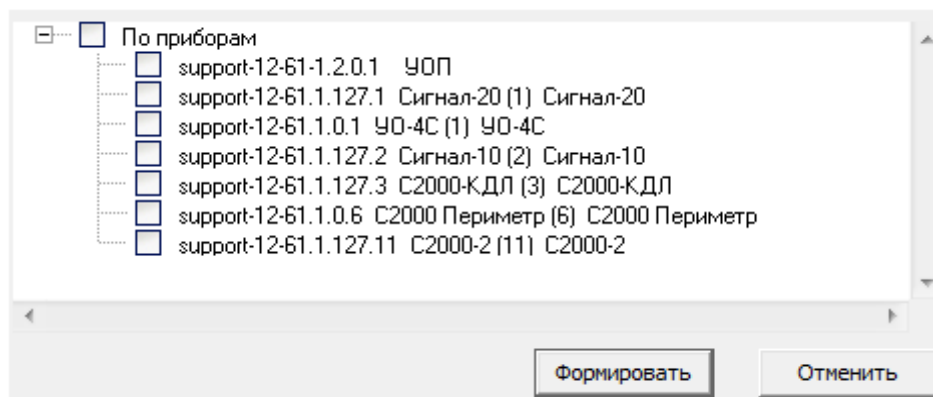 По приборам
support-12-61-1.2.0.1 УОП
support-12-61.1.127.1 Сигнал-20 (1) Сигнал-20
support-12-61.1.0.1 УО-4С (1) УО-4С
support-12-61.1.127.2 Сигнал-10 (2) Сигнал-10
support-12-61.1.127.3 С2000-КДЛ (3) С2000-КДЛ
support-12-61.1.0.6 С2000 Периметр (6) С2000 Периметр
support-12-61.1.127.11 С2000-2 (11) С2000-2
Формировать Отменить